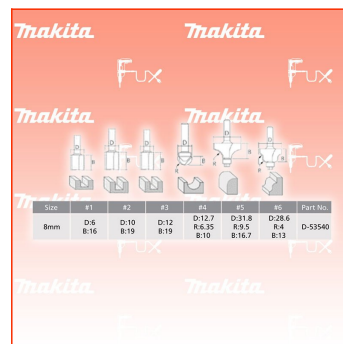 makita
makita
Fux
makita
makita
Fux
Size #1 #2 #3 #4 #5 #6 Part No.
8mm D:6 B:16 D:10 B:19 D:12 B:19 D:12.7 R:6.35 B:10 D:31.8 R:9.5 B:16.7 D:28.6 R:4 B:13 D-53540
makita
makita